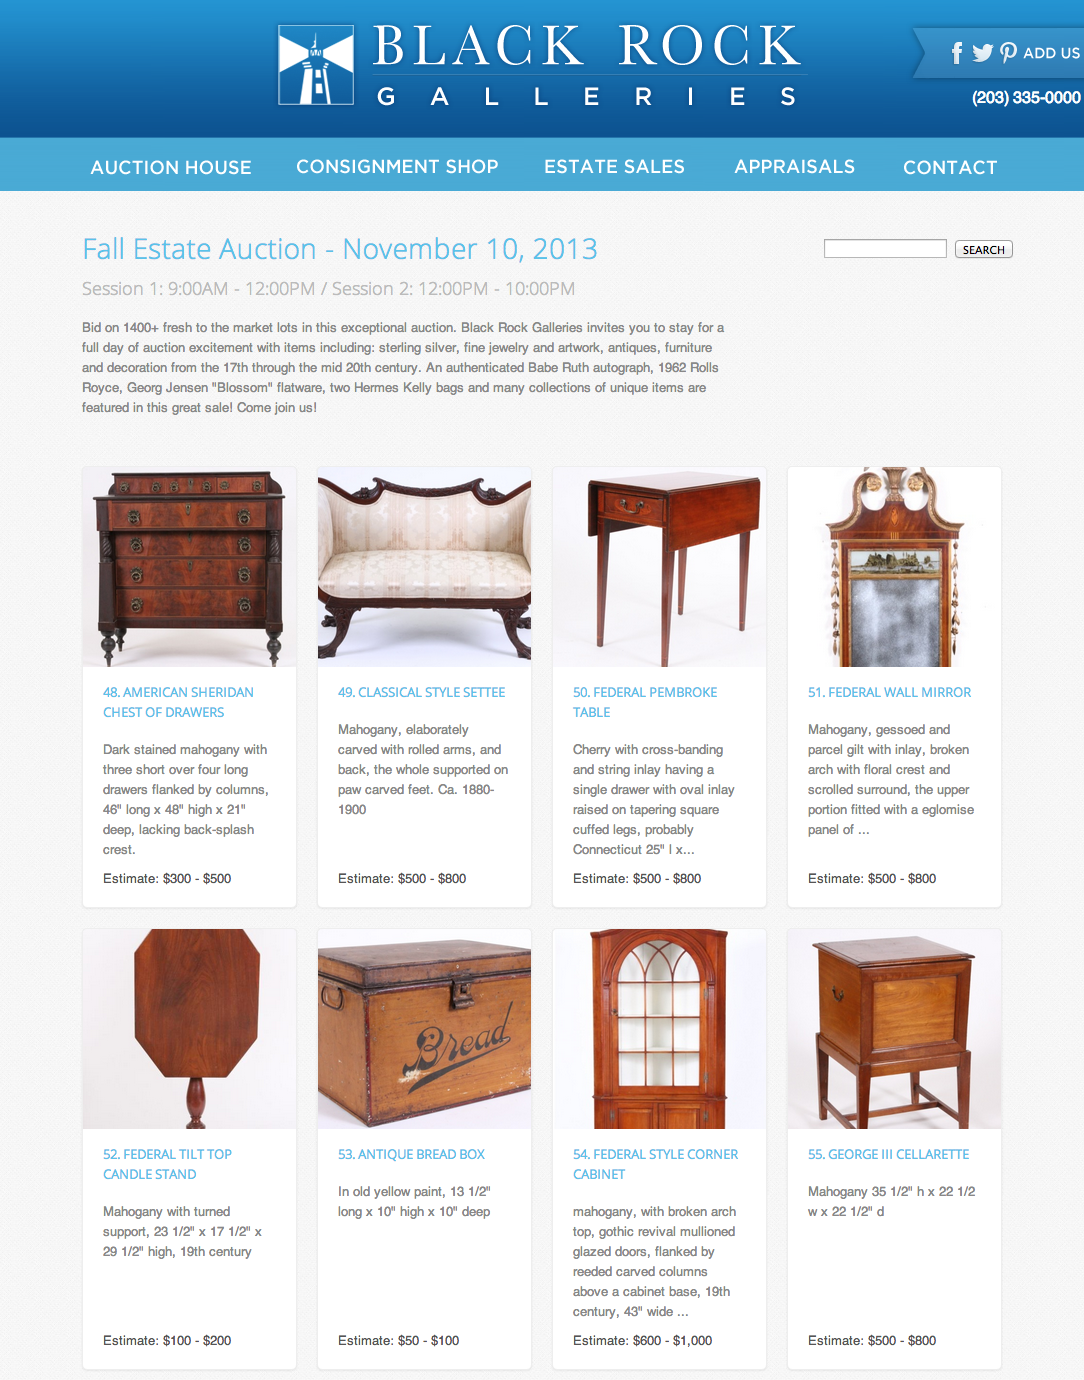 BLACK ROCK
GALLERIES
ADD US
(203) 335-0000
AUCTION HOUSE
CONSIGNMENT SHOP
ESTATE SALES
APPRAISALS
CONTACT
Fall Estate Auction - November 10, 2013
SEARCH
Session 1: 9:00AM - 12:00PM / Session 2: 12:00PM - 10:00PM
Bid on 1400+ fresh to the market lots in this exceptional auction. Black Rock Galleries invites you to stay for a
full day of auction excitement with items including: sterling silver, fine jewelry and artwork, antiques, furniture
and decoration from the 17th through the mid 20th century. An authenticated Babe Ruth autograph, 1962 Rolls
Royce, Georg Jensen "Blossom" flatware, two Hermes Kelly bags and many collections of unique items are
featured in this great sale! Come join us!
48. AMERICAN SHERIDAN
CHEST OF DRAWERS
Dark stained mahogany with
three short over four long
drawers flanked by columns,
46" long x 48" high x 21"
deep, lacking back-splash
crest.
Estimate: $300 - $500
49. CLASSICAL STYLE SETTEE
Mahogany, elaborately
carved with rolled arms, and
back, the whole supported on
paw carved feet. Ca. 1880-
1900
Estimate: $500 - $800
50. FEDERAL PEMBROKE
TABLE
Cherry with cross-banding
and string inlay having a
single drawer with oval inlay
raised on tapering square
cuffed legs, probably
Connecticut 25" l x...
Estimate: $500 - $800
51. FEDERAL WALL MIRROR
Mahogany, gessoed and
parcel gilt with inlay, broken
arch with floral crest and
scrolled surround, the upper
portion fitted with a eglomise
panel of ...
Estimate: $500 - $800
52. FEDERAL TILT TOP
CANDLE STAND
Mahogany with turned
support, 23 1/2" x 17 1/2" x
29 1/2" high, 19th century
Estimate: $100 - $200
Bread
53. ANTIQUE BREAD BOX
In old yellow paint, 13 1/2"
long x 10" high x 10" deep
Estimate: $50 - $100
54. FEDERAL STYLE CORNER
CABINET
mahogany, with broken arch
top, gothic revival mullioned
glazed doors, flanked by
reeded carved columns
above a cabinet base, 19th
century, 43" wide ...
Estimate: $600 - $1,000
55. GEORGE III CELLARETTE
Mahogany 35 1/2" h x 22 1/2
w x 22 1/2" d
Estimate: $500 - $800